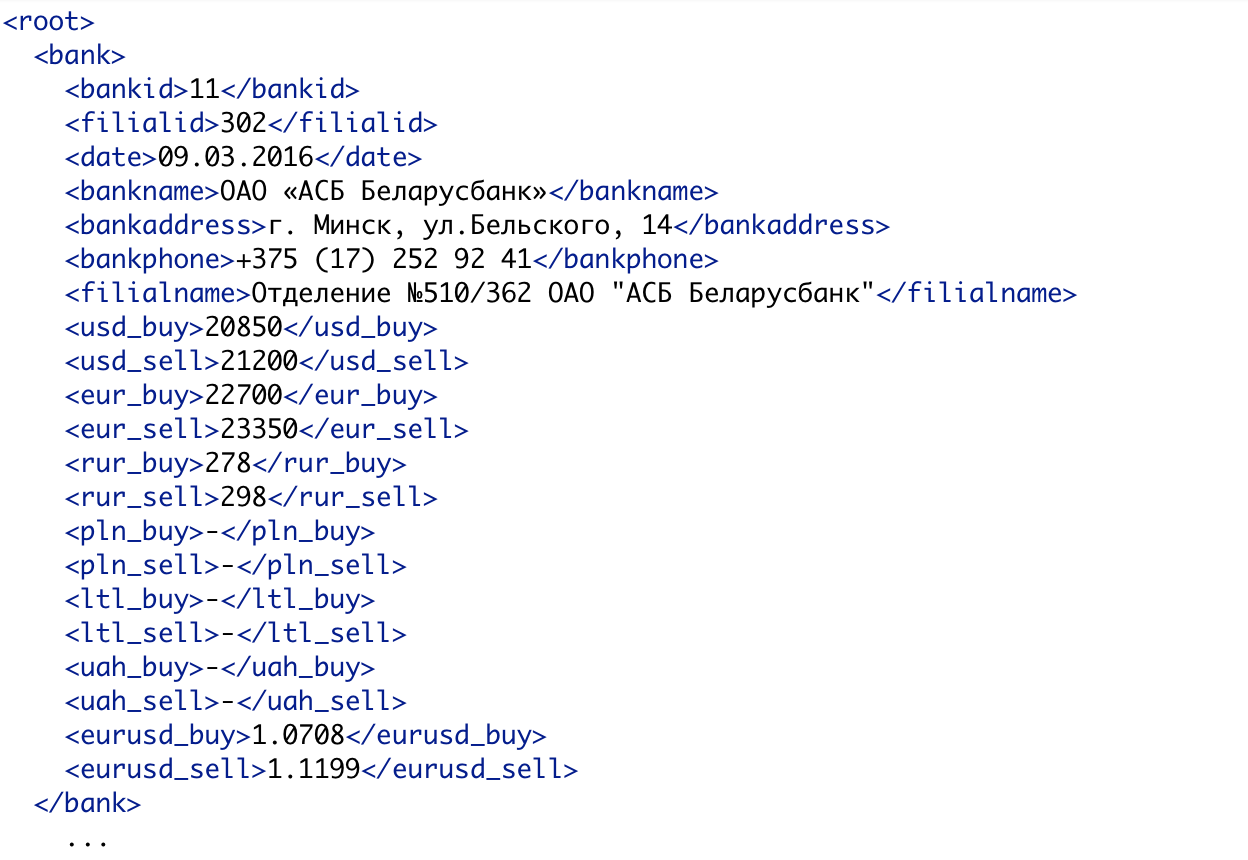 <root>
<bank>
<bankid>11</bankid>
<filialid>302</filialid>
<date>09.03.2016</date>
<bankname>ОАО «АСБ Беларусбанк»</bankname>
<bankaddress>г. Минск, ул.Бельского, 14</bankaddress>
<bankphone>+375 (17) 252 92 41</bankphone>
<filialname>Отделение №510/362 ОАО "АСБ Беларусбанк"</filialname>
<usd_buy>20850</usd_buy>
<usd_sell>21200</usd_sell>
<eur_buy>22700</eur_buy>
<eur_sell>23350</eur_sell>
<rur_buy>278</rur_buy>
<rur_sell>298</rur_sell>
<pln_buy>-</pln_buy>
<pln_sell>-</pln_sell>
<ltl_buy>-</ltl_buy>
<ltl_sell>-</ltl_sell>
<uah_buy>-</uah_buy>
<uah_sell>-</uah_sell>
<eurusd_buy>1.0708</eurusd_buy>
<eurusd_sell>1.1199</eurusd_sell>
</bank>
...